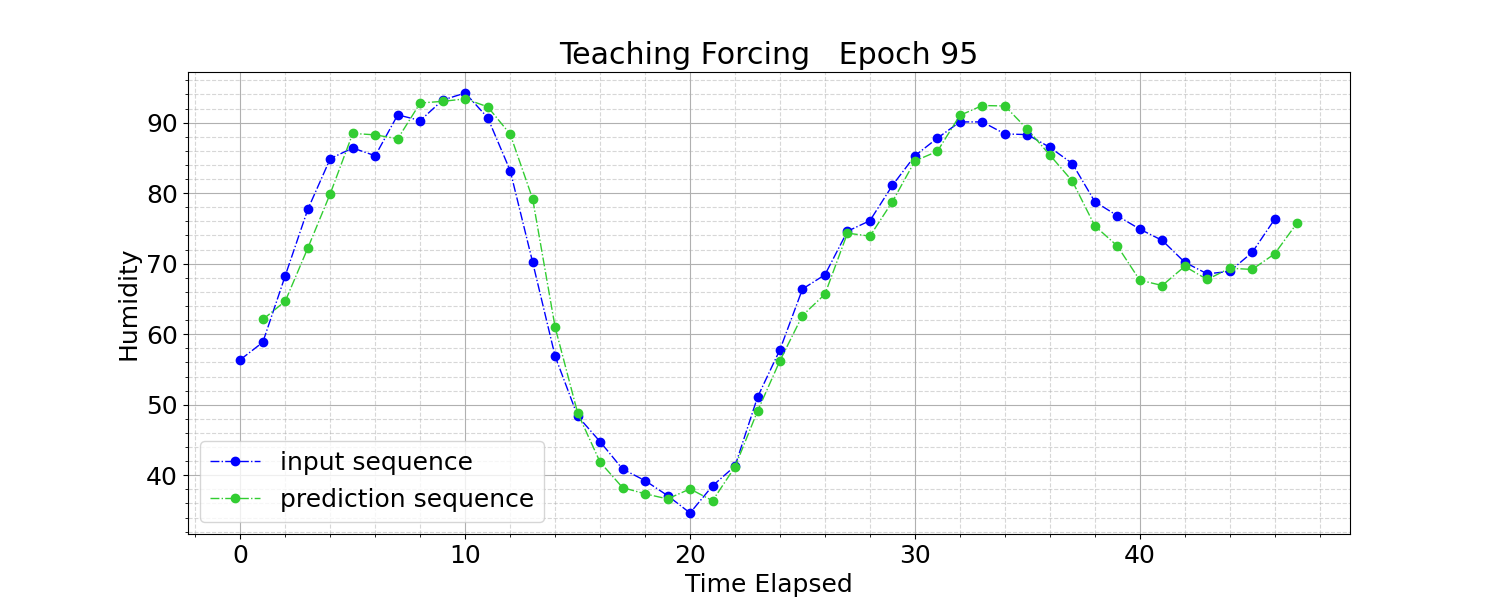 Teaching Forcing   Epoch 95
Humidity
90
80
70
60
50
40
input sequence
prediction sequence
0 10 20 30 40
Time Elapsed